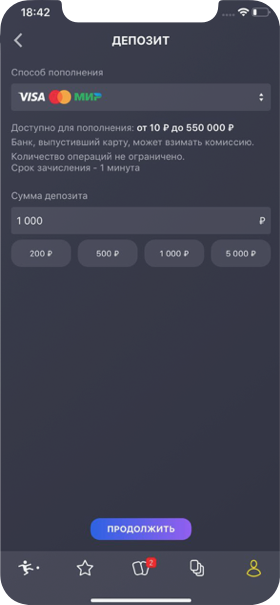 18:42
ДЕПОЗИТ
Способ пополнения
VISA МИР
Доступно для пополнения: от 10 ₽ до 550 000 ₽
Банк, выпустивший карту, может взимать комиссию.
Количество операций не ограничено.
Срок зачисления - 1 минута
Сумма депозита
1 000 ₽
200 ₽ 500 ₽ 1 000 ₽ 5 000 ₽
ПРОДОЛЖИТЬ
2